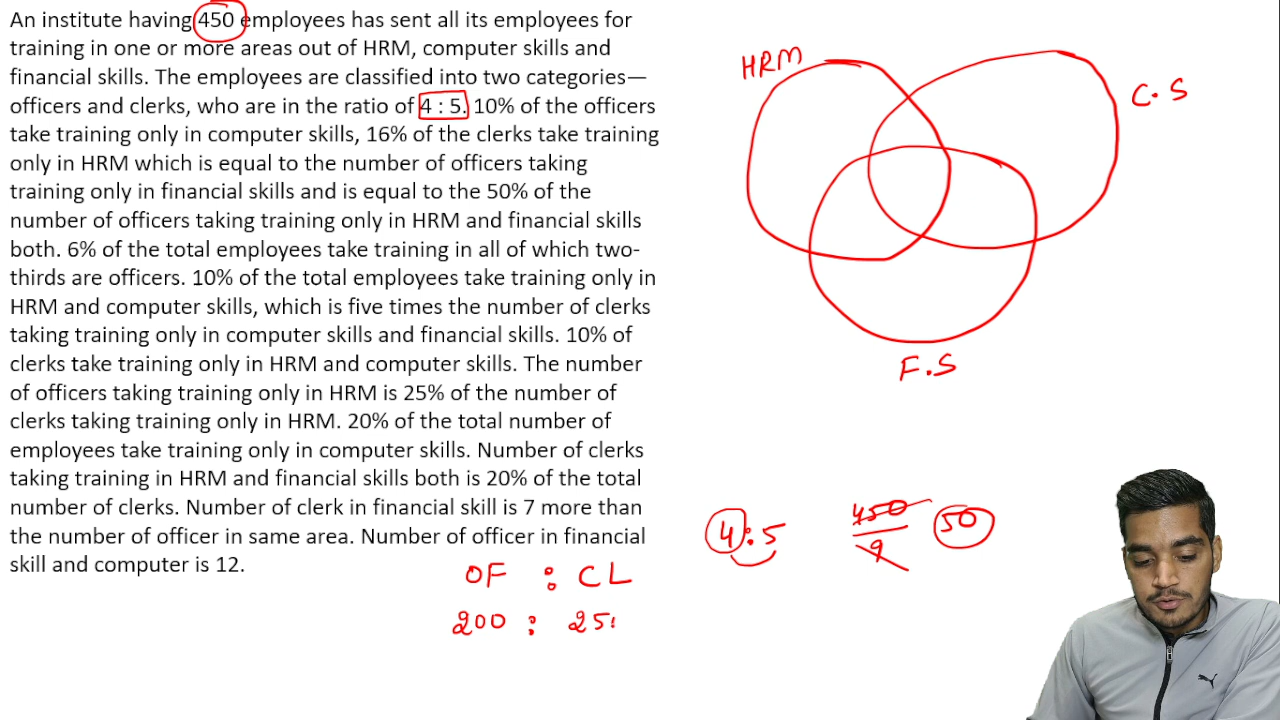 An institute having 450 employees has sent all its employees for
training in one or more areas out of HRM, computer skills and
financial skills. The employees are classified into two categories—
officers and clerks, who are in the ratio of 4 : 5. 10% of the officers
take training only in computer skills, 16% of the clerks take training
only in HRM which is equal to the number of officers taking
training only in financial skills and is equal to the 50% of the
number of officers taking training only in HRM and financial skills
both. 6% of the total employees take training in all of which two-
thirds are officers. 10% of the total employees take training only in
HRM and computer skills, which is five times the number of clerks
taking training only in computer skills and financial skills. 10% of
clerks take training only in HRM and computer skills. The number
of officers taking training only in HRM is 25% of the number of
clerks taking training only in HRM. 20% of the total number of
employees take training only in computer skills. Number of clerks
taking training in HRM and financial skills both is 20% of the total
number of clerks. Number of clerk in financial skill is 7 more than
the number of officer in same area. Number of officer in financial
skill and computer is 12.
HRM
C.S
F.S
4:5
450
9
50
OF : CL
200 : 250
PUMA